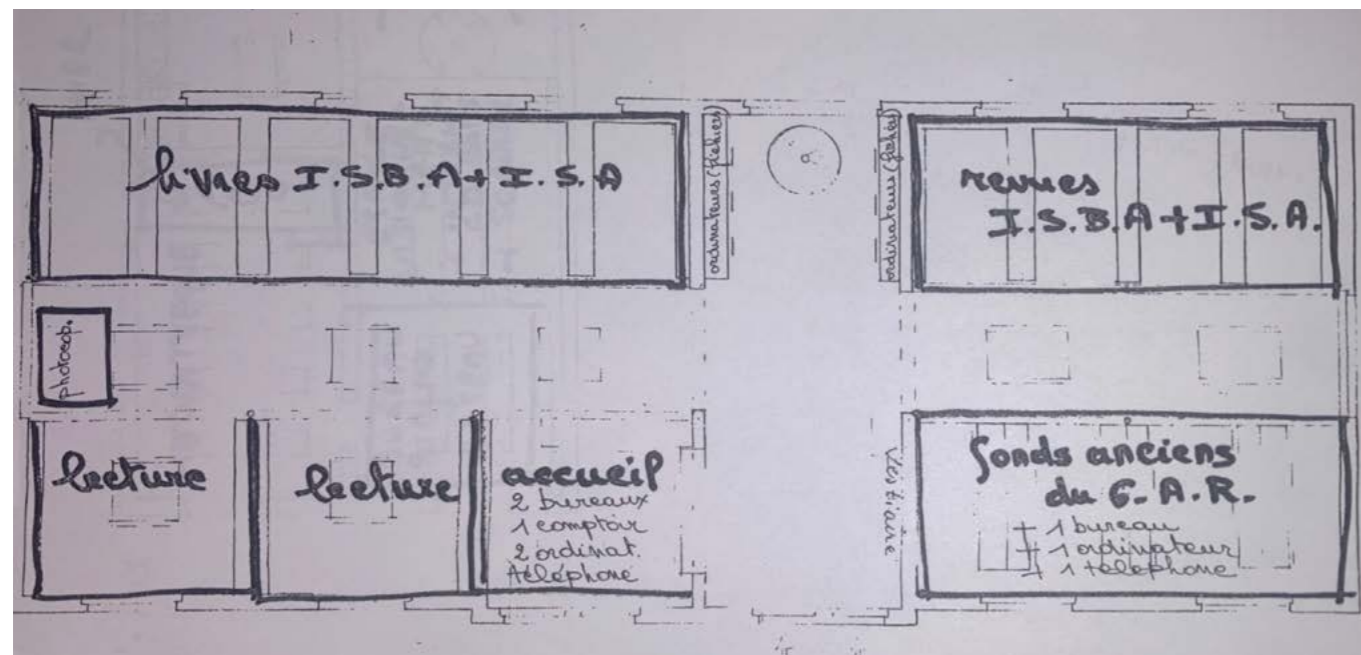 livres I.S.B.A + I.S.A
ordinateurs (fichiers)
ordinateurs (fichiers)
revues
I.S.B.A + I.S.A.
photocop.
lecture
lecture
accueil
2 bureaux
1 comptoir
2 ordinat.
téléphone
vestiaire
fonds anciens
du C.A.R.
+ 1 bureau
+ 1 ordinateur
+ 1 téléphone